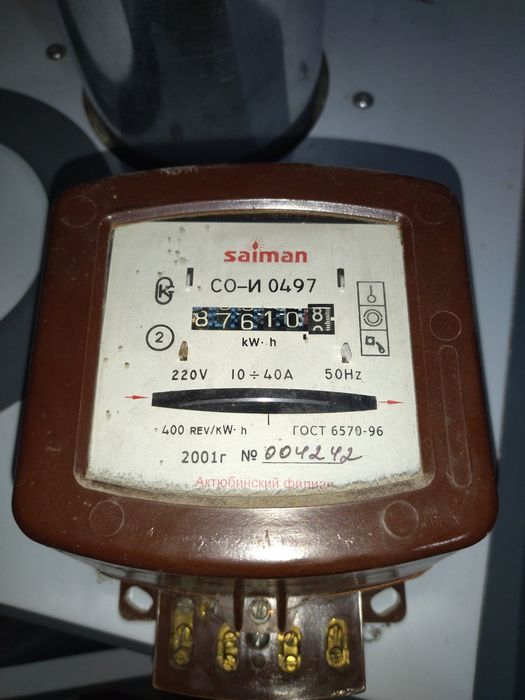 saiman
СО-И 0497
87610 8
kW·h
2
220V 10÷40A 50Hz
400 REV/KW·h ГОСТ 6570-96
2001г № 004242
Актюбинский филиал